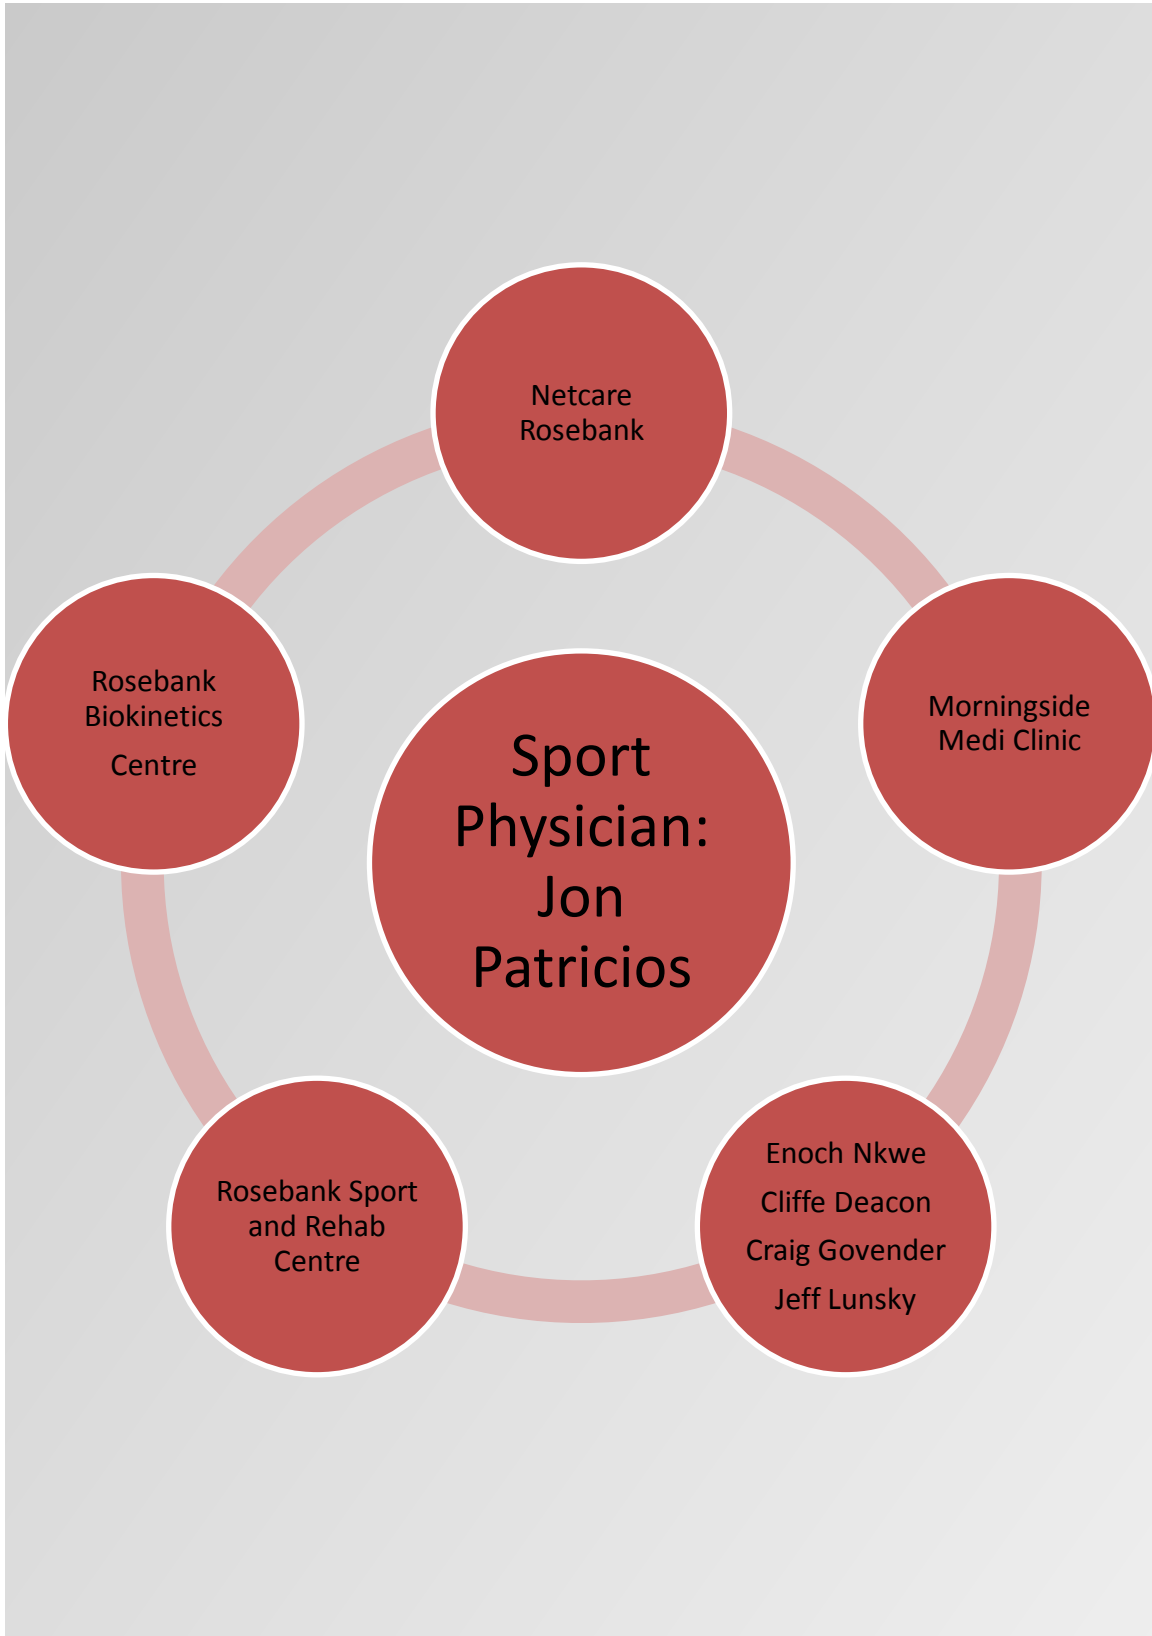 Netcare
Rosebank
Rosebank
Biokinetics
Centre
Morningside
Medi Clinic
Sport
Physician:
Jon
Patricios
Rosebank Sport
and Rehab
Centre
Enoch Nkwe
Cliffe Deacon
Craig Govender
Jeff Lunsky